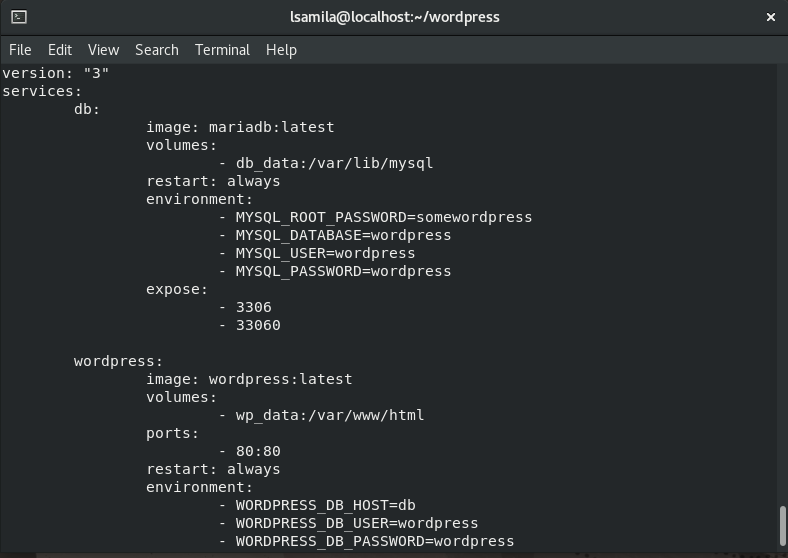 lsamila@localhost:~/wordpress
File Edit View Search Terminal Help
version: "3"
services:
        db:
                image: mariadb:latest
                volumes:
                        - db_data:/var/lib/mysql
                restart: always
                environment:
                        - MYSQL_ROOT_PASSWORD=somewordpress
                        - MYSQL_DATABASE=wordpress
                        - MYSQL_USER=wordpress
                        - MYSQL_PASSWORD=wordpress
                expose:
                        - 3306
                        - 33060

        wordpress:
                image: wordpress:latest
                volumes:
                        - wp_data:/var/www/html
                ports:
                        - 80:80
                restart: always
                environment:
                        - WORDPRESS_DB_HOST=db
                        - WORDPRESS_DB_USER=wordpress
                        - WORDPRESS_DB_PASSWORD=wordpress